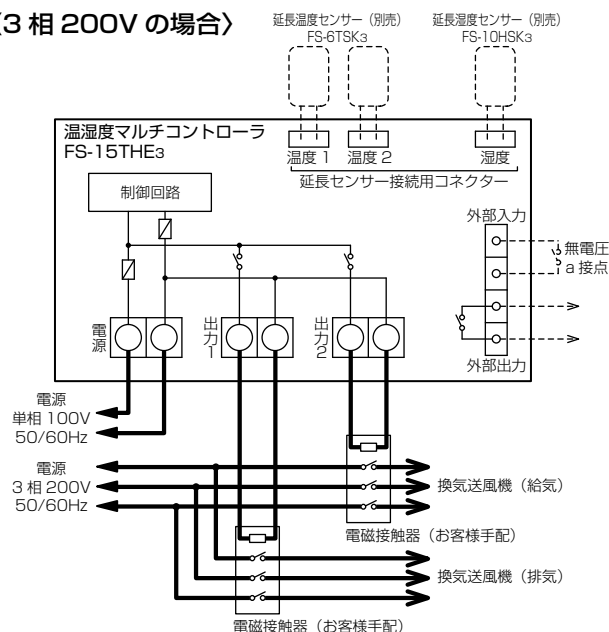 〈3 相 200V の場合〉
延長温度センサー（別売）
FS-6TSK3
延長湿度センサー（別売）
FS-10HSK3
温湿度マルチコントローラ
FS-15THE3
温度 1
温度 2
湿度
延長センサー接続用コネクター
制御回路
外部入力
無電圧
a 接点
外部出力
電源
出力1
出力2
電源
単相 100V
50/60Hz
電源
3 相 200V
50/60Hz
換気送風機（給気）
電磁接触器（お客様手配）
換気送風機（排気）
電磁接触器（お客様手配）